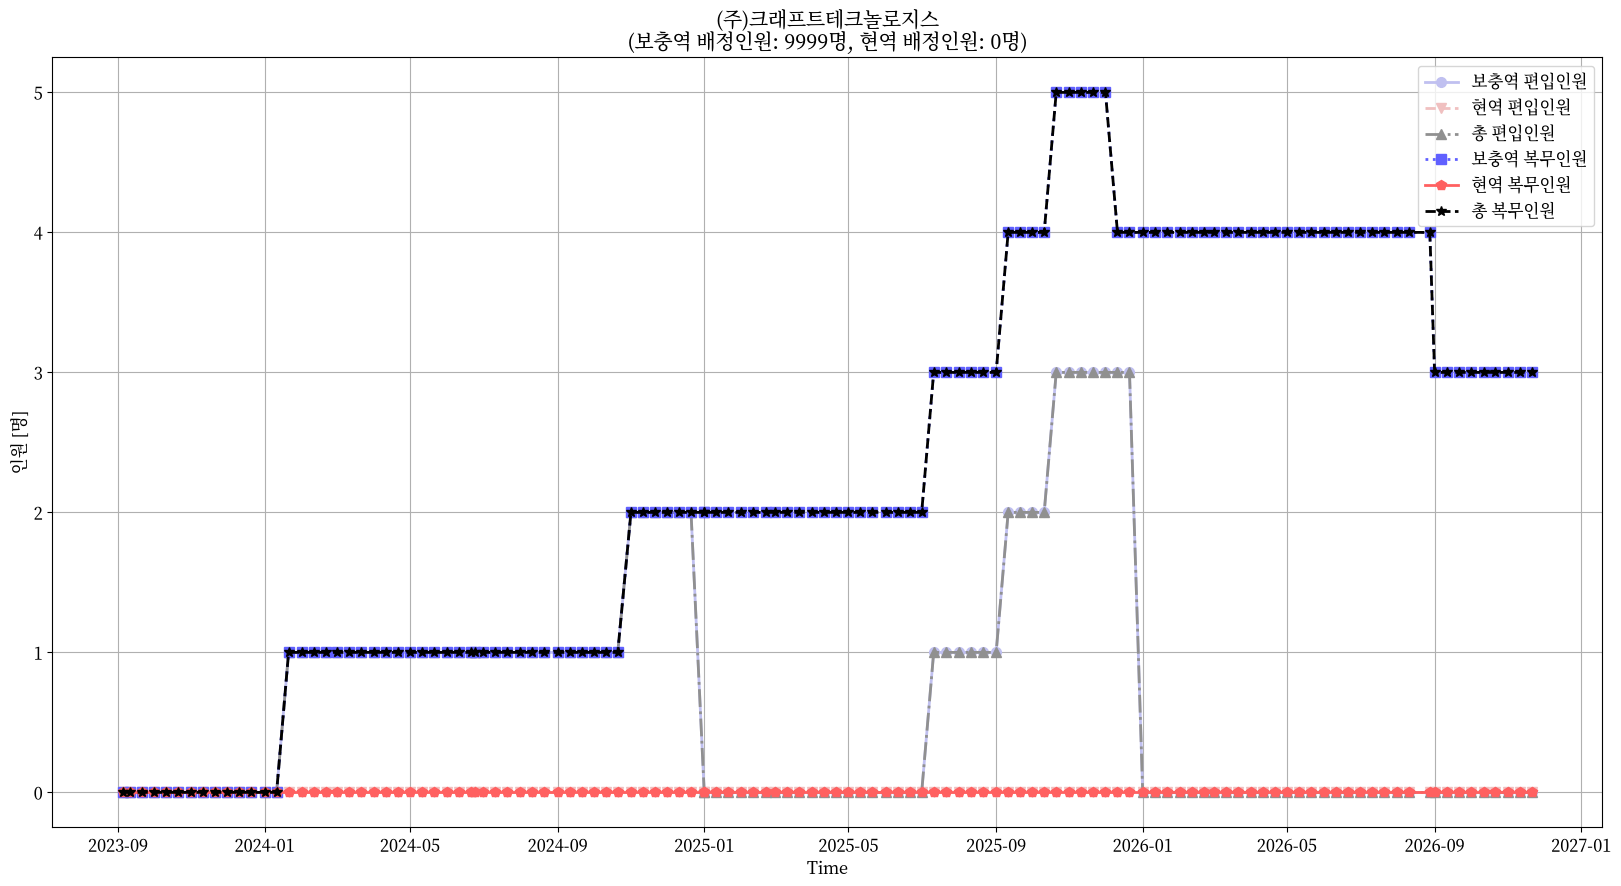 (주)크래프트테크놀로지스
(보충역 배정인원: 9999명, 현역 배정인원: 0명)
보충역 편입인원
현역 편입인원
총 편입인원
보충역 복무인원
현역 복무인원
총 복무인원
인원 [명]
5
4
3
2
1
0
2023-09
2024-01
2024-05
2024-09
2025-01
2025-05
2025-09
2026-01
2026-05
2026-09
2027-01
Time